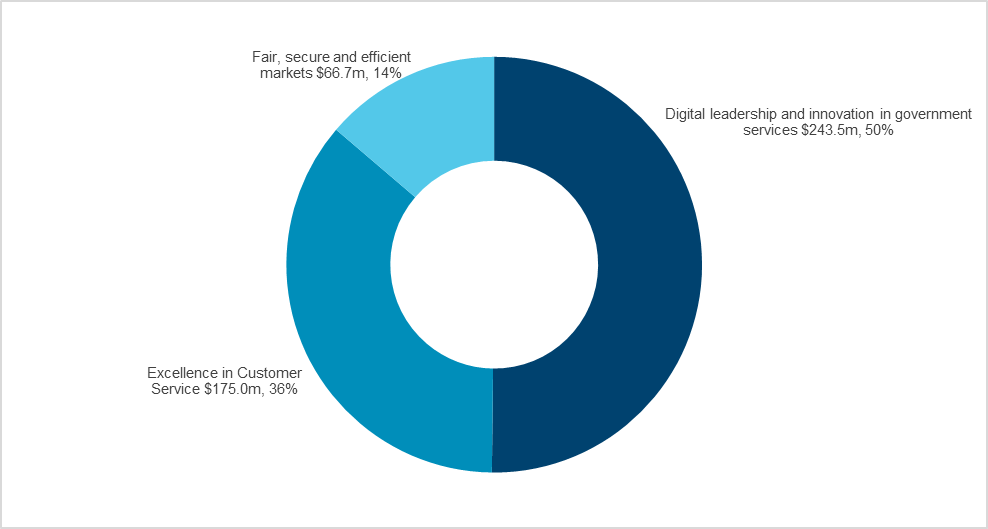 Fair, secure and efficient
markets $66.7m, 14%
Digital leadership and innovation in government
services $243.5m, 50%
Excellence in Customer
Service $175.0m, 36%